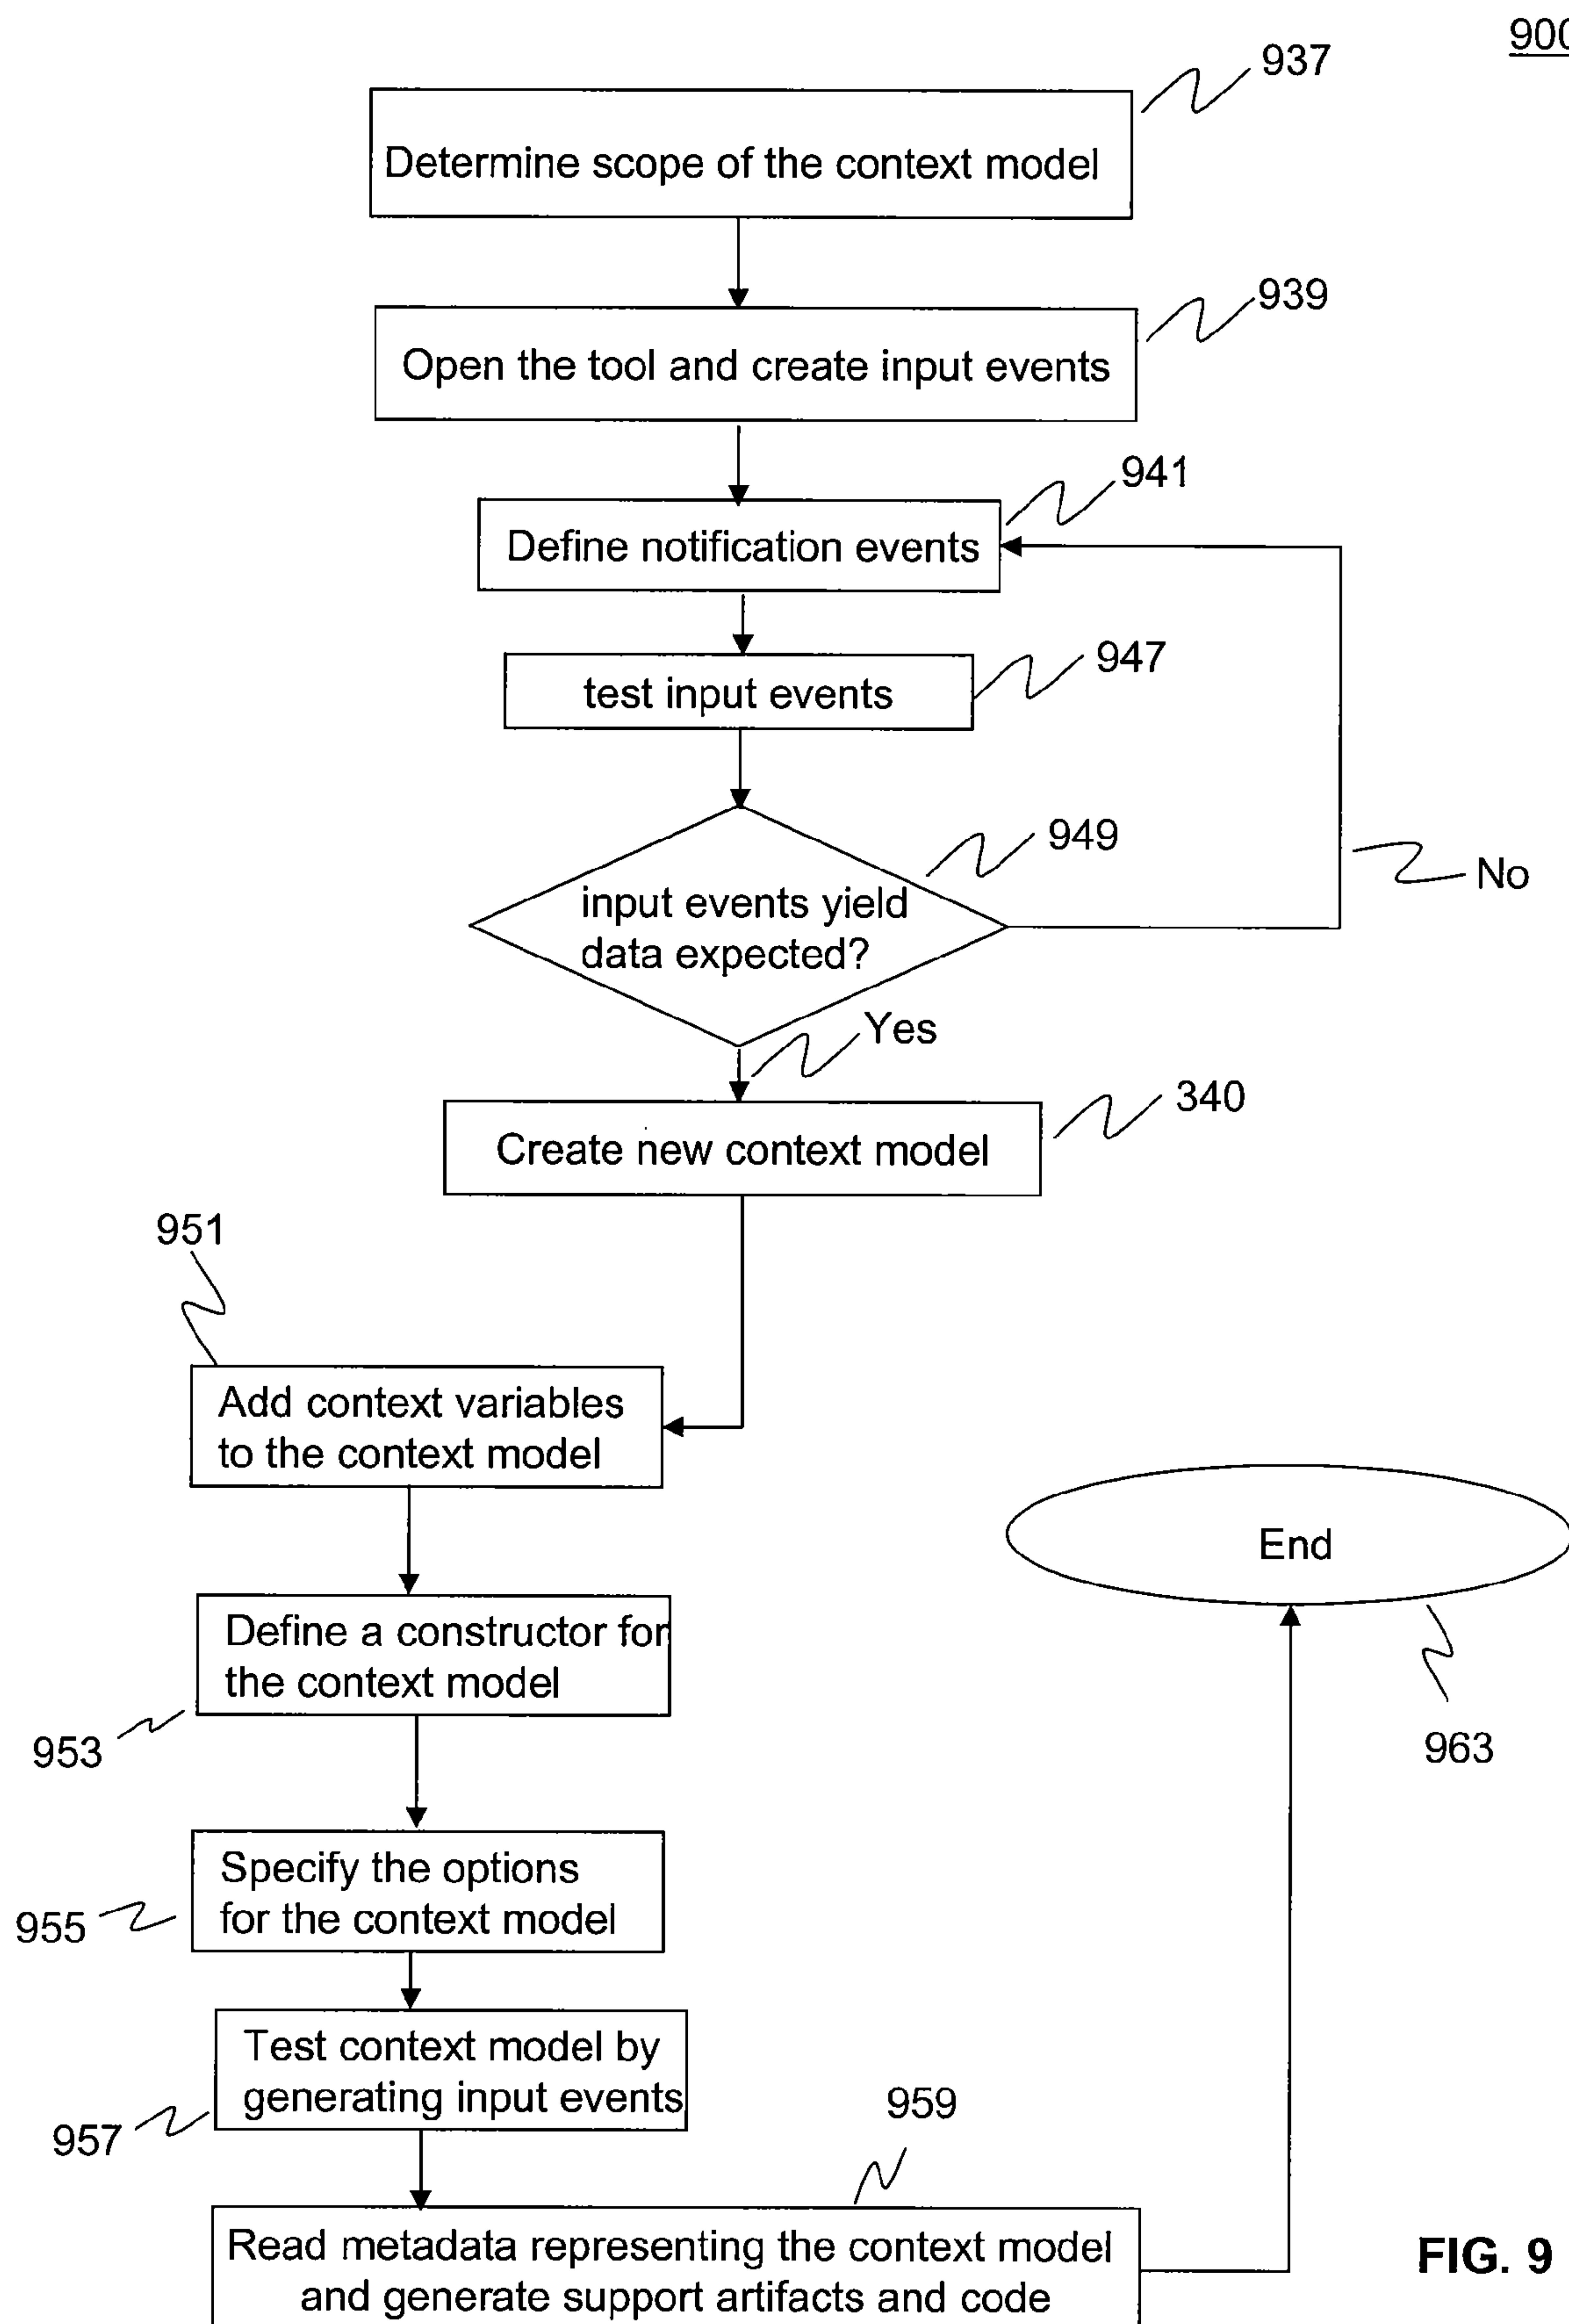 900
937
Determine scope of the context model
939
Open the tool and create input events
941
Define notification events
947
test input events
949
input events yield
data expected?
No
Yes
340
Create new context model
951
Add context variables
to the context model
End
Define a constructor for
the context model
953
963
Specify the options
for the context model
955
Test context model by
generating input events
957
959
Read metadata representing the context model
and generate support artifacts and code
FIG. 9